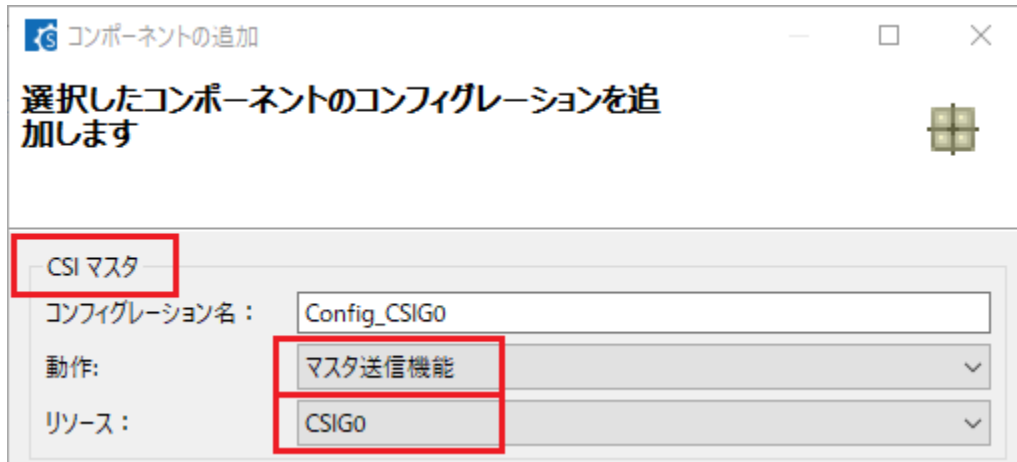 コンポーネントの追加
選択したコンポーネントのコンフィグレーションを追
加します
CSI マスタ
コンフィグレーション名： Config_CSIG0
動作: マスタ送信機能
リソース： CSIG0